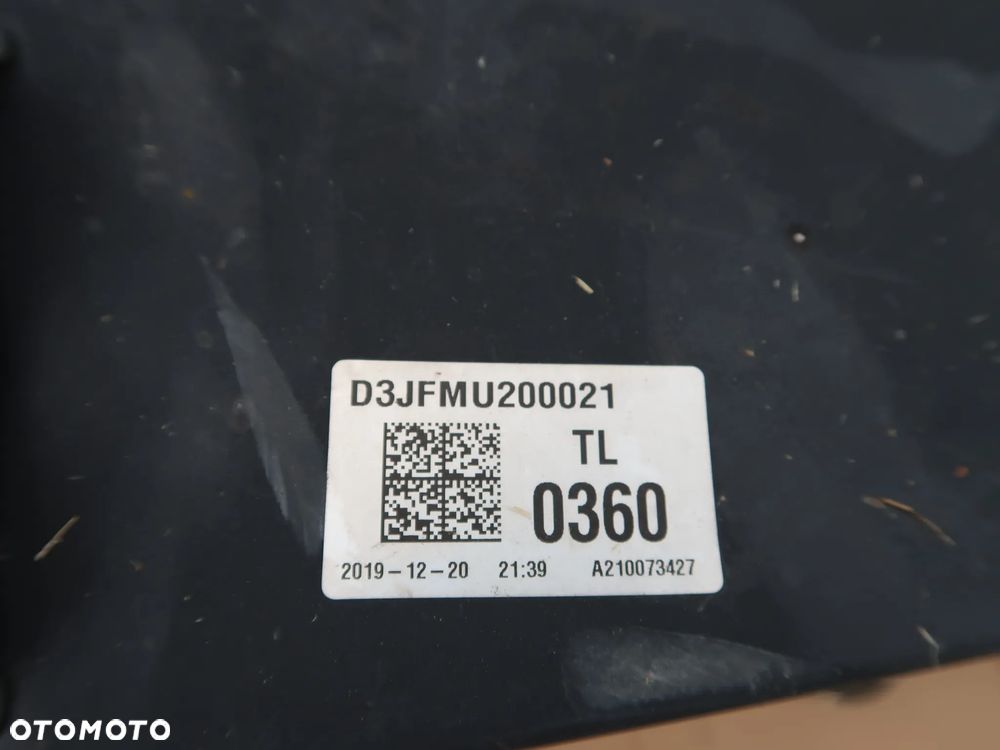 D3JFMU200021
TL
0360
2019-12-20 21:39 A210073427
OTOMOTO